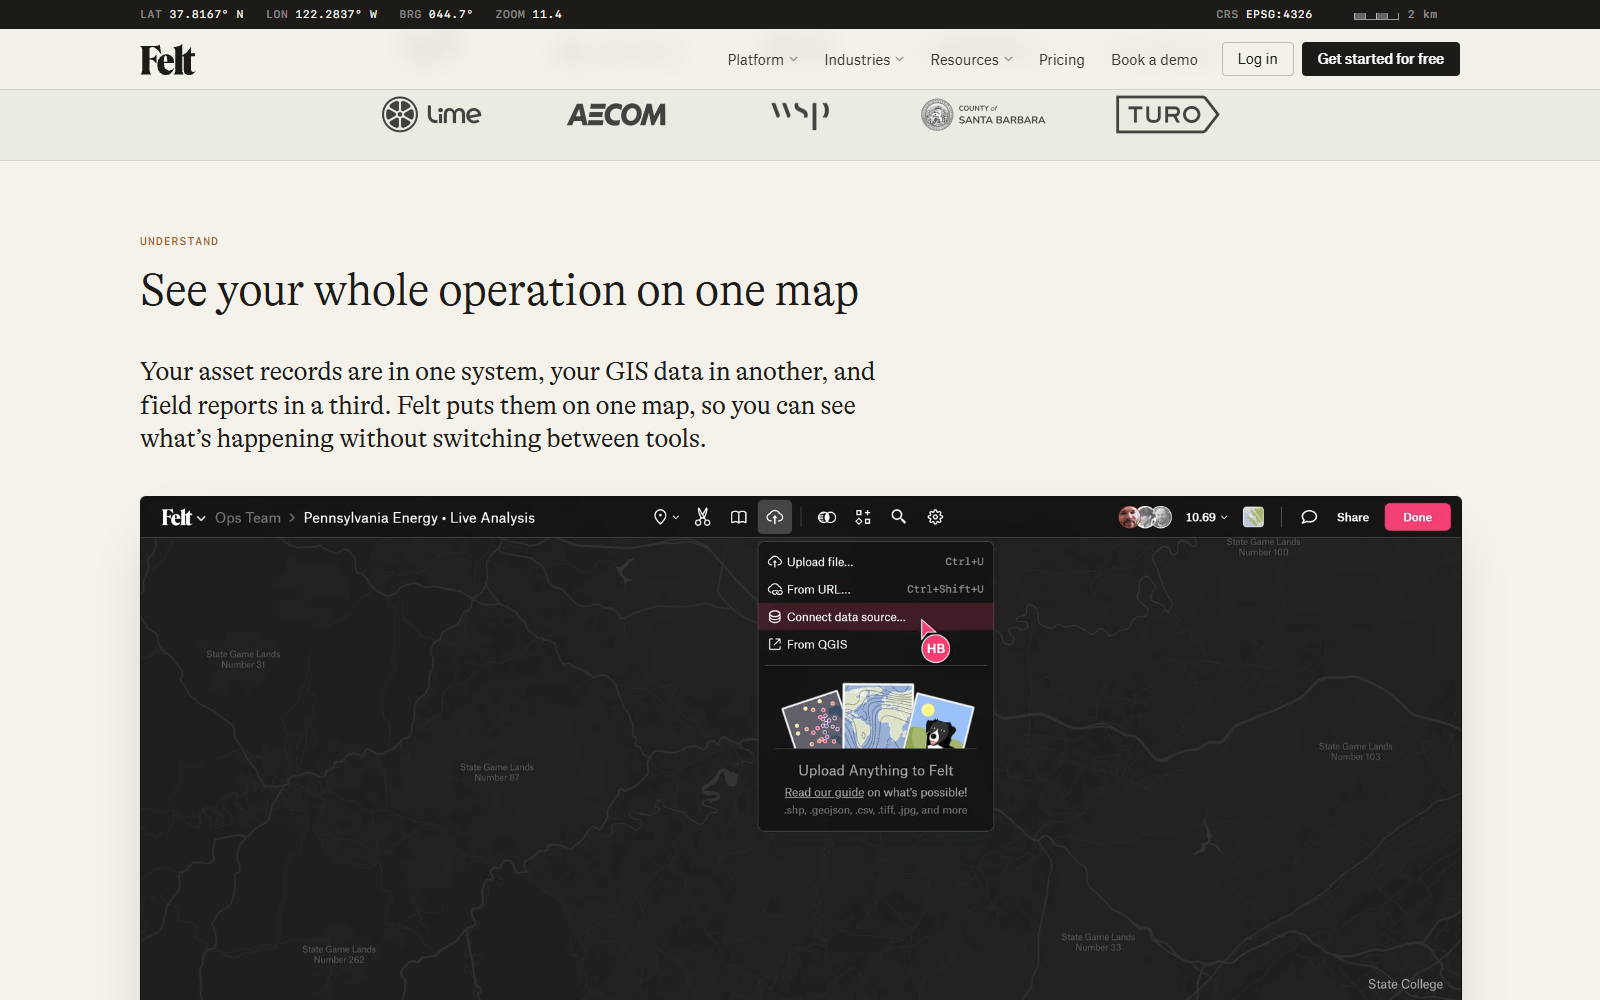 LAT 37.8167° N LON 122.2837° W BRG 044.7° ZOOM 11.4 CRS EPSG:4326 2 km
Felt Platform Industries Resources Pricing Book a demo Log in Get started for free
Lime AECOM wsp COUNTY of SANTA BARBARA TURO
UNDERSTAND
See your whole operation on one map
Your asset records are in one system, your GIS data in another, and
field reports in a third. Felt puts them on one map, so you can see
what’s happening without switching between tools.
Felt Ops Team Pennsylvania Energy • Live Analysis 10.69 Share Done
State Game Lands
Number 100
Upload file... Ctrl+U
From URL... Ctrl+Shift+U
Connect data source...
From QGIS
HB
State Game Lands
Number 31
State Game Lands
Number 87
State Game Lands
Number 103
Upload Anything to Felt
Read our guide on what's possible!
.shp, .geojson, .csv, .tiff, .jpg, and more
State Game Lands
Number 33
State Game Lands
Number 262
State College